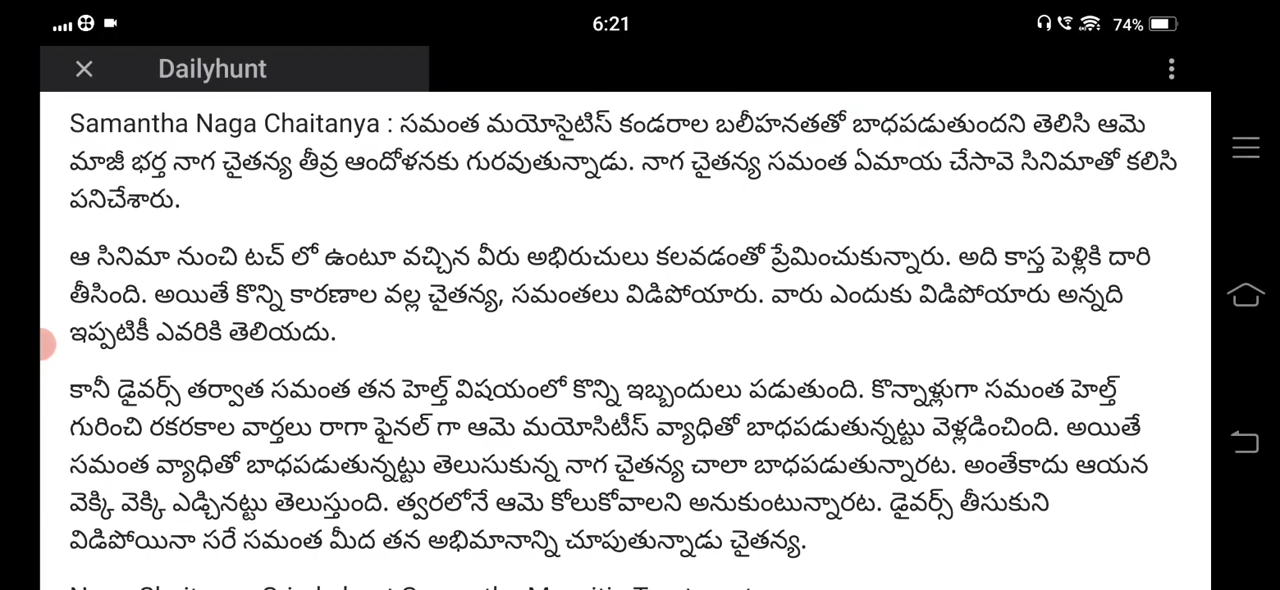 6:21
74%
Dailyhunt
Samantha Naga Chaitanya : సమంత మయోసైటిస్ కండరాల బలీహనతతో బాధపడుతుందని తెలిసి ఆమె
మాజీ భర్త నాగ చైతన్య తీవ్ర ఆందోళనకు గురవుతున్నాడు. నాగ చైతన్య సమంత ఏమాయ చేసావె సినిమాతో కలిసి
పనిచేశారు.
ఆ సినిమా నుంచి టచ్ లో ఉంటూ వచ్చిన వీరు అభిరుచులు కలవడంతో ప్రేమించుకున్నారు. అది కాస్త పెళ్లికి దారి
తీసింది. అయితే కొన్ని కారణాల వల్ల చైతన్య, సమంతలు విడిపోయారు. వారు ఎందుకు విడిపోయారు అన్నది
ఇప్పటికీ ఎవరికి తెలియదు.
కానీ డైవర్స్ తర్వాత సమంత తన హెల్త్ విషయంలో కొన్ని ఇబ్బందులు పడుతుంది. కొన్నాళ్లుగా సమంత హెల్త్
గురించి రకరకాల వార్తలు రాగా ఫైనల్ గా ఆమె మయోసిటీస్ వ్యాధితో బాధపడుతున్నట్టు వెళ్లడించింది. అయితే
సమంత వ్యాధితో బాధపడుతున్నట్టు తెలుసుకున్న నాగ చైతన్య చాలా బాధపడుతున్నారట. అంతేకాదు ఆయన
వెక్కి వెక్కి ఎడ్చినట్టు తెలుస్తుంది. త్వరలోనే ఆమె కోలుకోవాలని అనుకుంటున్నారట. డైవర్స్ తీసుకుని
విడిపోయినా సరే సమంత మీద తన అభిమానాన్ని చూపుతున్నాడు చైతన్య.